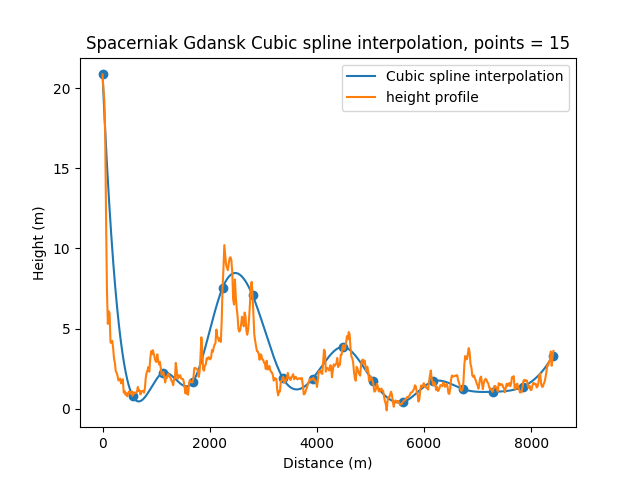 Spacerniak Gdansk Cubic spline interpolation, points = 15
Cubic spline interpolation
height profile
20
15
10
5
0
Height (m)
0 2000 4000 6000 8000
Distance (m)